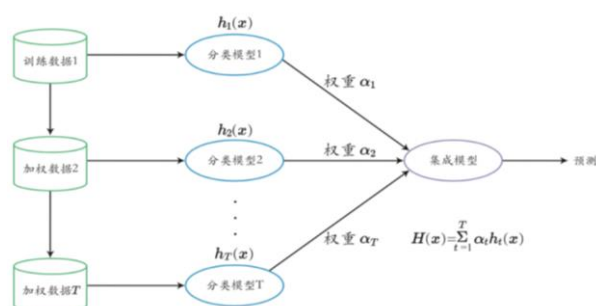 h₁(x)
训练数据1
分类模型1
权重 α₁
h₂(x)
加权数据2
分类模型2
权重 α₂
集成模型
预测
h_T(x)
权重 α_T
H(x)=Σ_{t=1}^{T} α_t h_t(x)
加权数据T
分类模型T